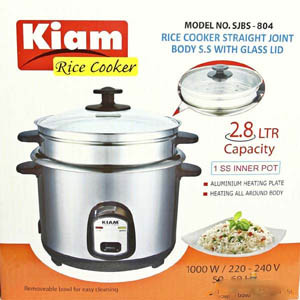 Kiam
Rice Cooker
MODEL NO. SJBS - 804
RICE COOKER STRAIGHT JOINT
BODY S.S WITH GLASS LID
2.8 LTR
Capacity
1 SS INNER POT
• ALUMINIUM HEATING PLATE
• HEATING ALL AROUND BODY
KIAM
1000 W / 220 - 240 V
Removable bowl for easy cleaning